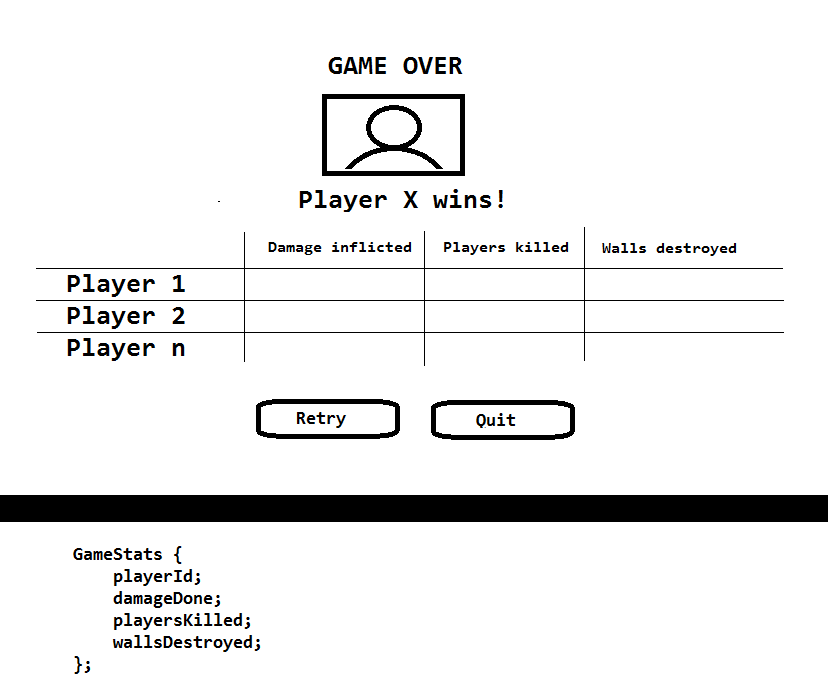 GAME OVER
Player X wins!
Damage inflicted Players killed Walls destroyed
Player 1
Player 2
Player n
Retry Quit
GameStats {
    playerId;
    damageDone;
    playersKilled;
    wallsDestroyed;
};